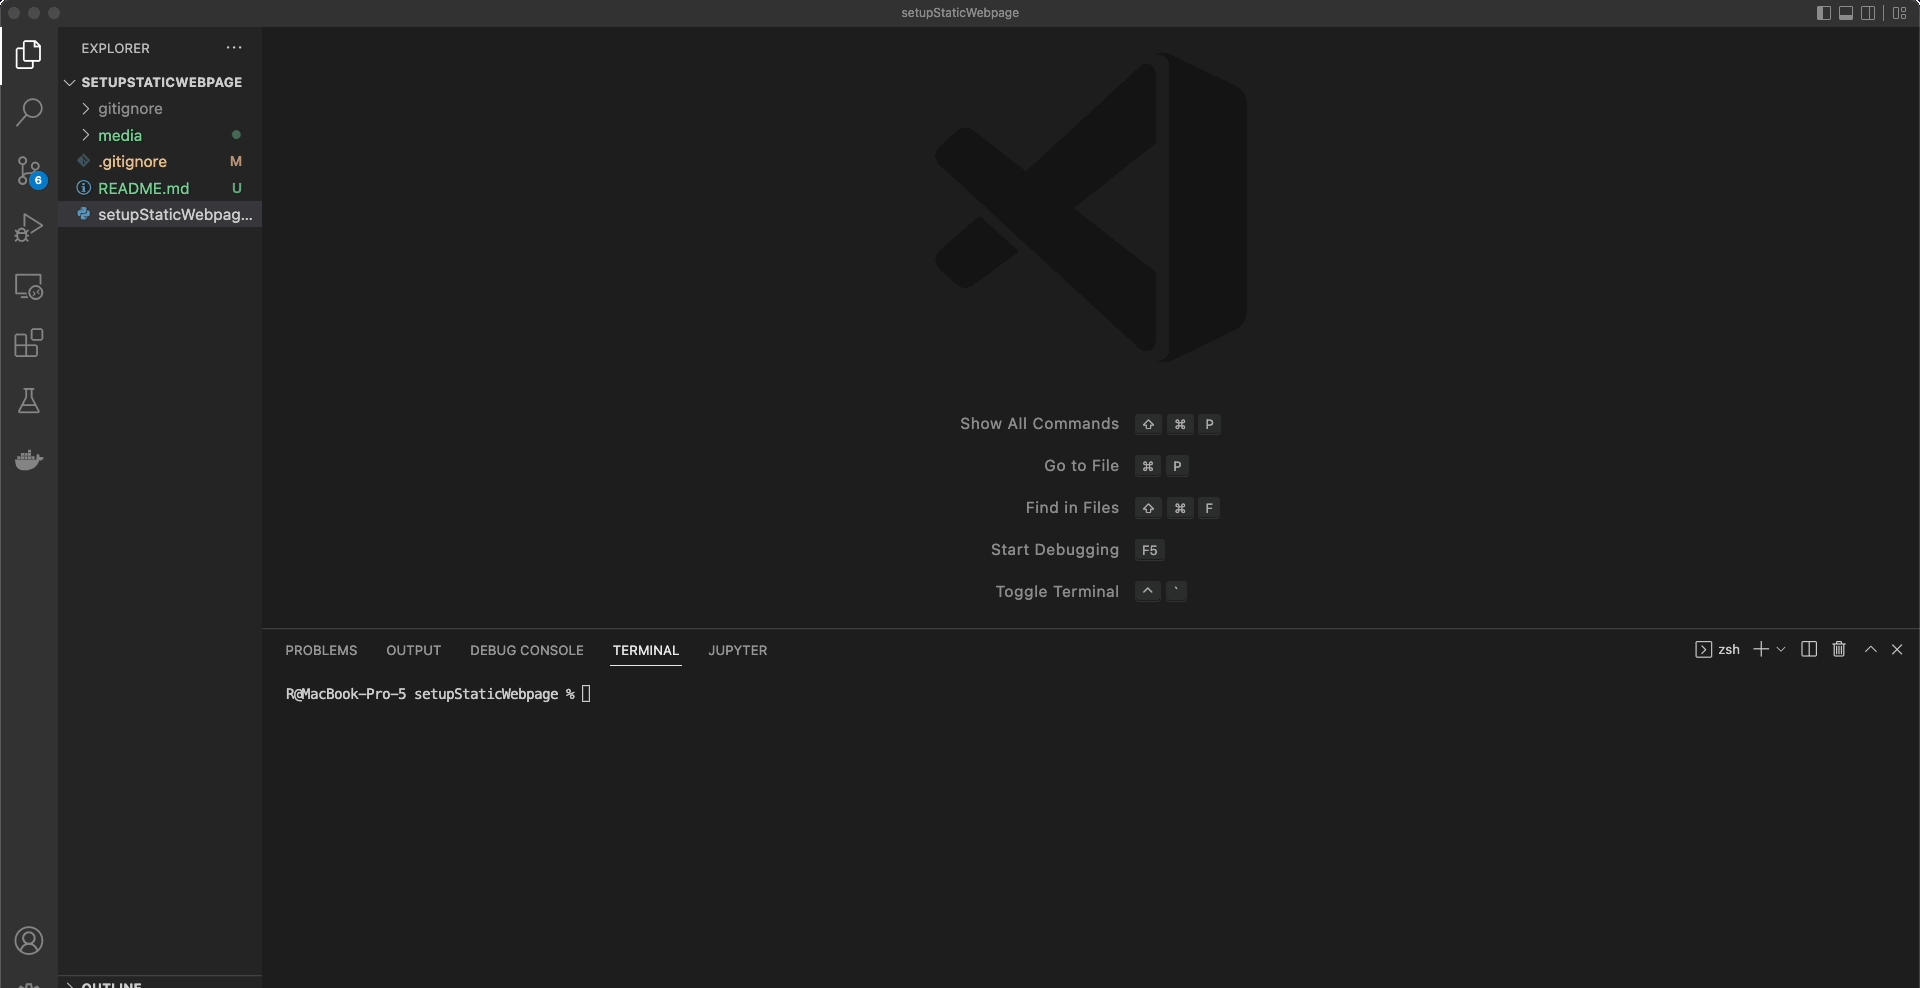 setupStaticWebpage
EXPLORER
SETUPSTATICWEBPAGE
gitignore
media
.gitignore M
README.md U
setupStaticWebpag...
6
Show All Commands ⇧ ⌘ P
Go to File ⌘ P
Find in Files ⇧ ⌘ F
Start Debugging F5
Toggle Terminal ^ `
PROBLEMS OUTPUT DEBUG CONSOLE TERMINAL JUPYTER
zsh
R@MacBook-Pro-5 setupStaticWebpage %
OUTLINE